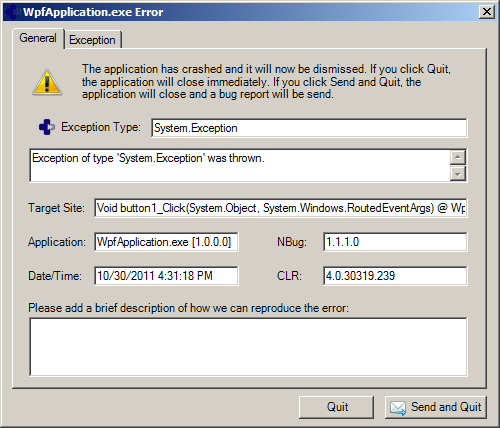 WpfApplication.exe Error
General Exception
The application has crashed and it will now be dismissed. If you click Quit,
the application will close immediately. If you click Send and Quit, the
application will close and a bug report will be send.
Exception Type: System.Exception
Exception of type 'System.Exception' was thrown.
Target Site: Void button1_Click(System.Object, System.Windows.RoutedEventArgs) @ Wp
Application: WpfApplication.exe [1.0.0.0] NBug: 1.1.1.0
Date/Time: 10/30/2011 4:31:18 PM CLR: 4.0.30319.239
Please add a brief description of how we can reproduce the error:
Quit Send and Quit